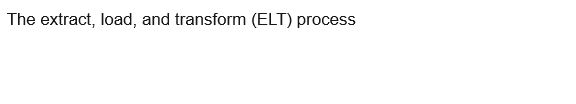 The extract, load, and transform (ELT) process